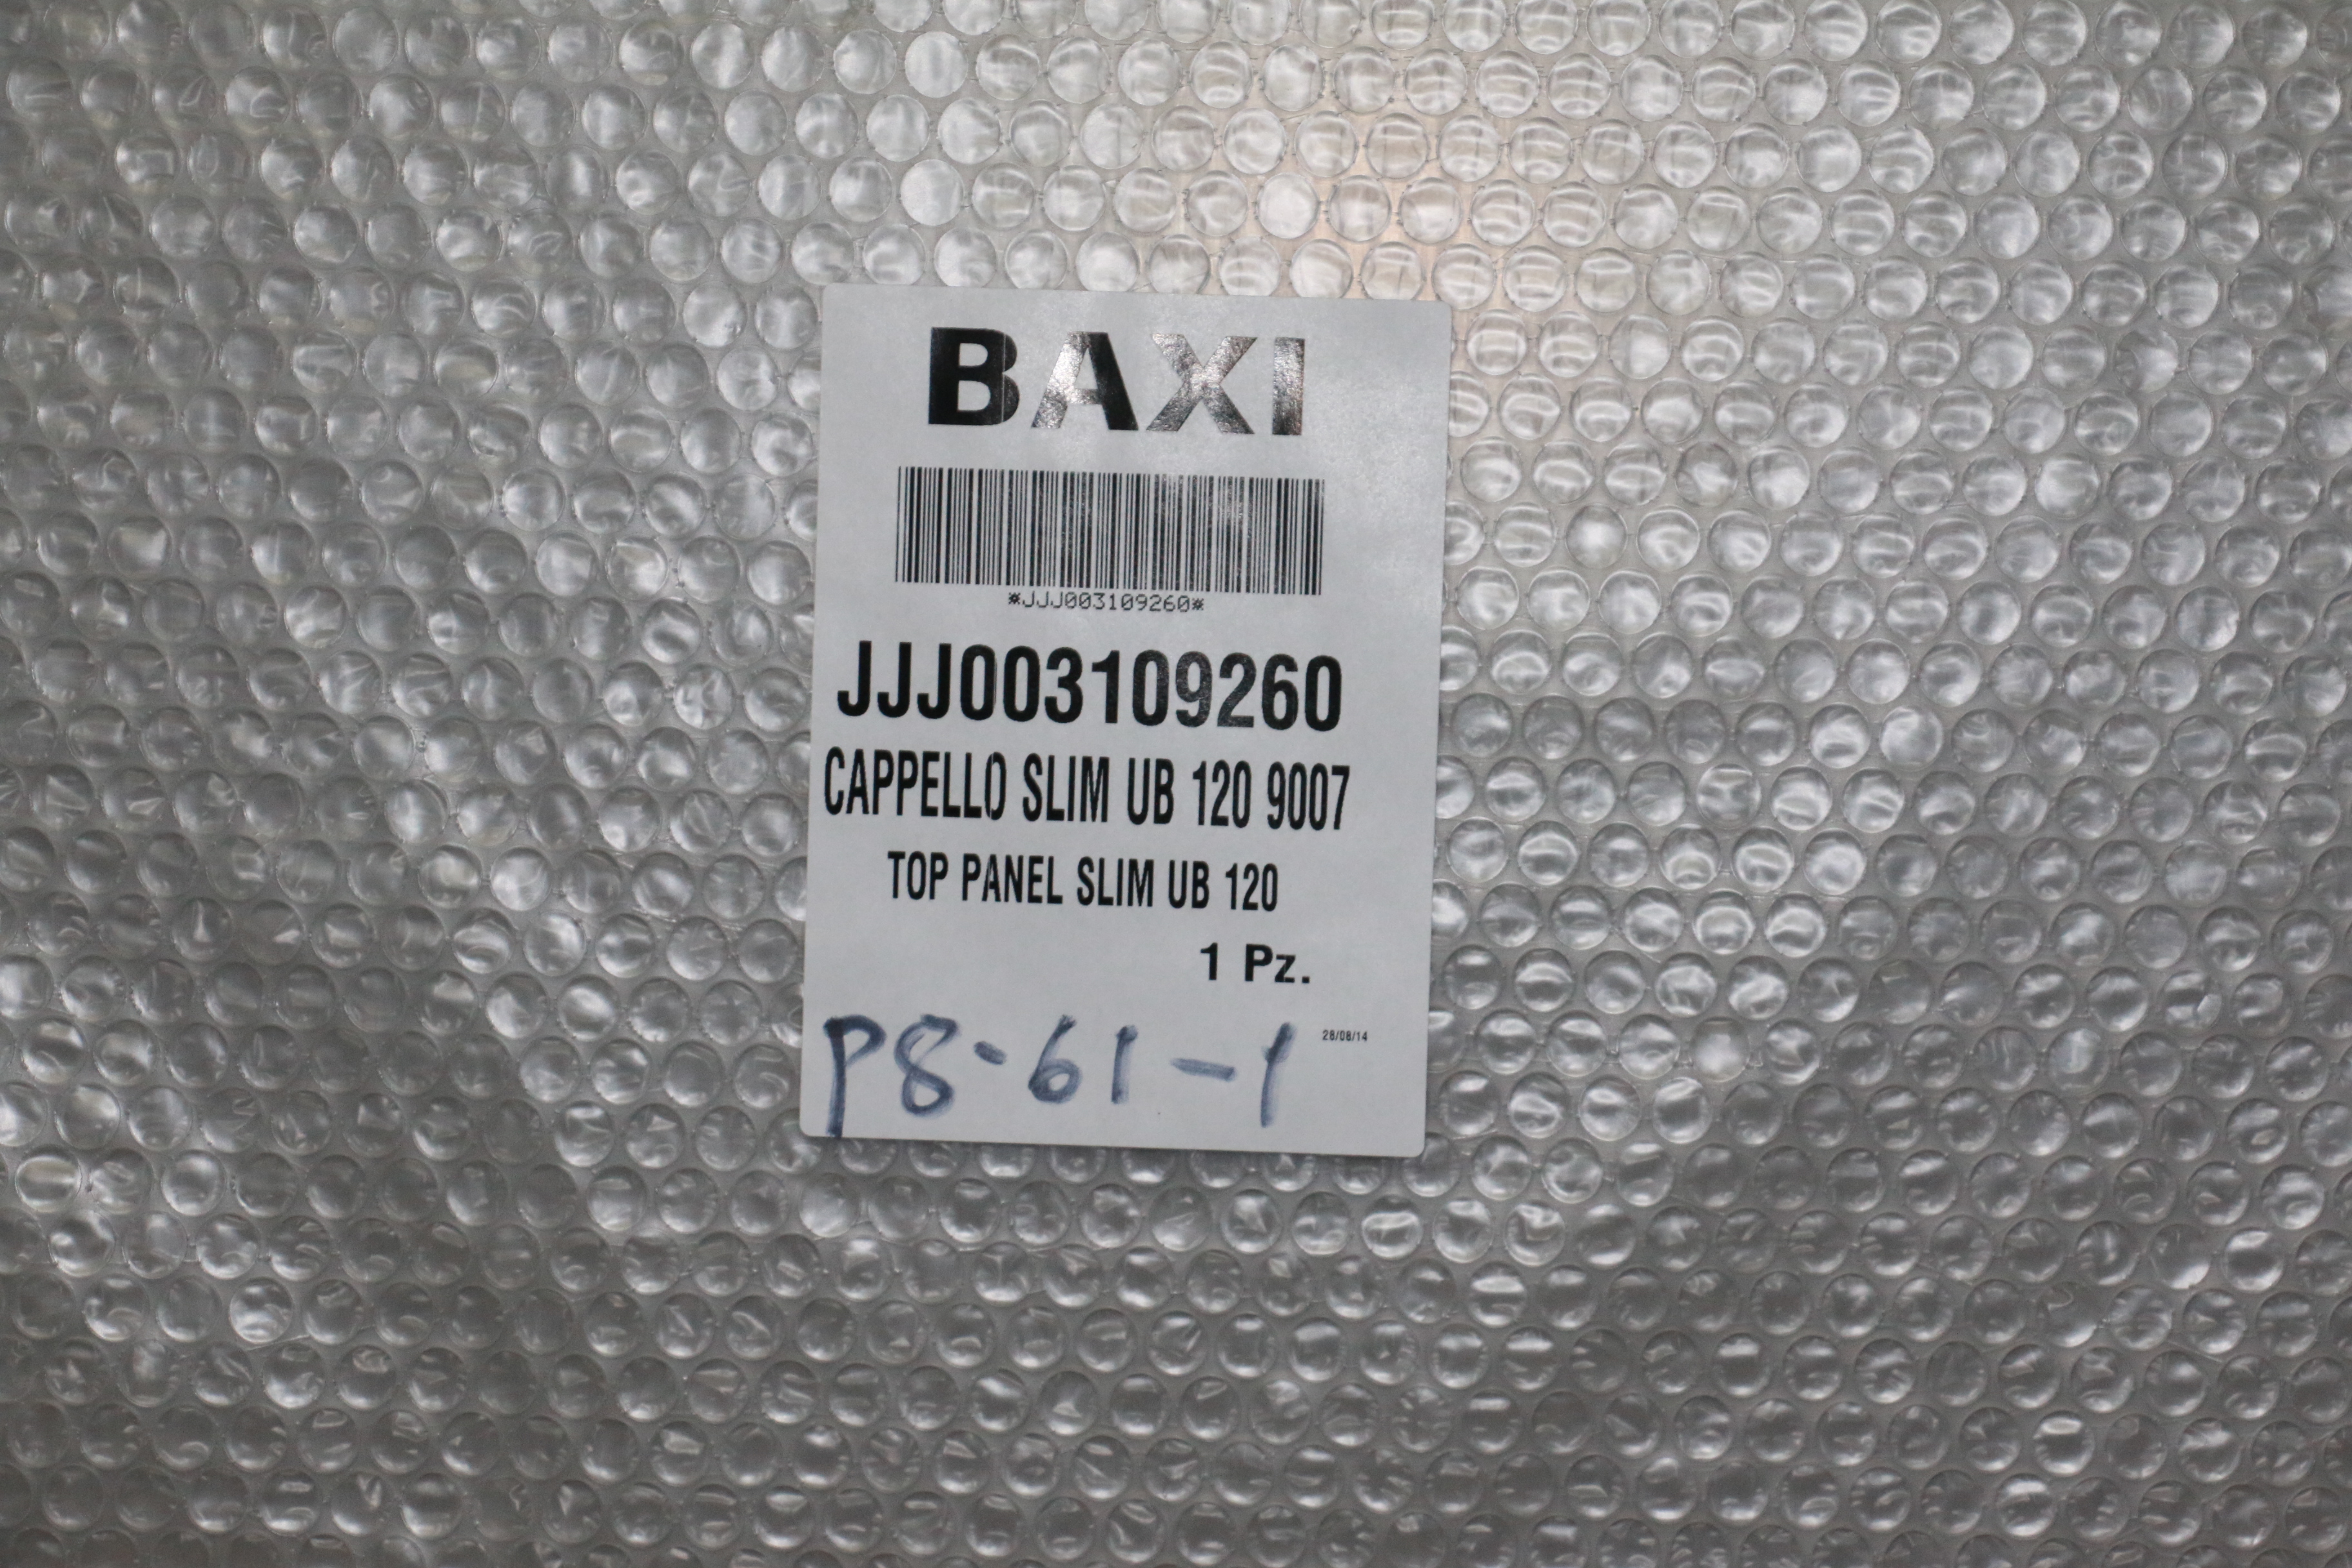 BAXI
*JJJ003109260*
JJJ003109260
CAPPELLO SLIM UB 120 9007
TOP PANEL SLIM UB 120
1 Pz.
28/08/14
P8-61-1